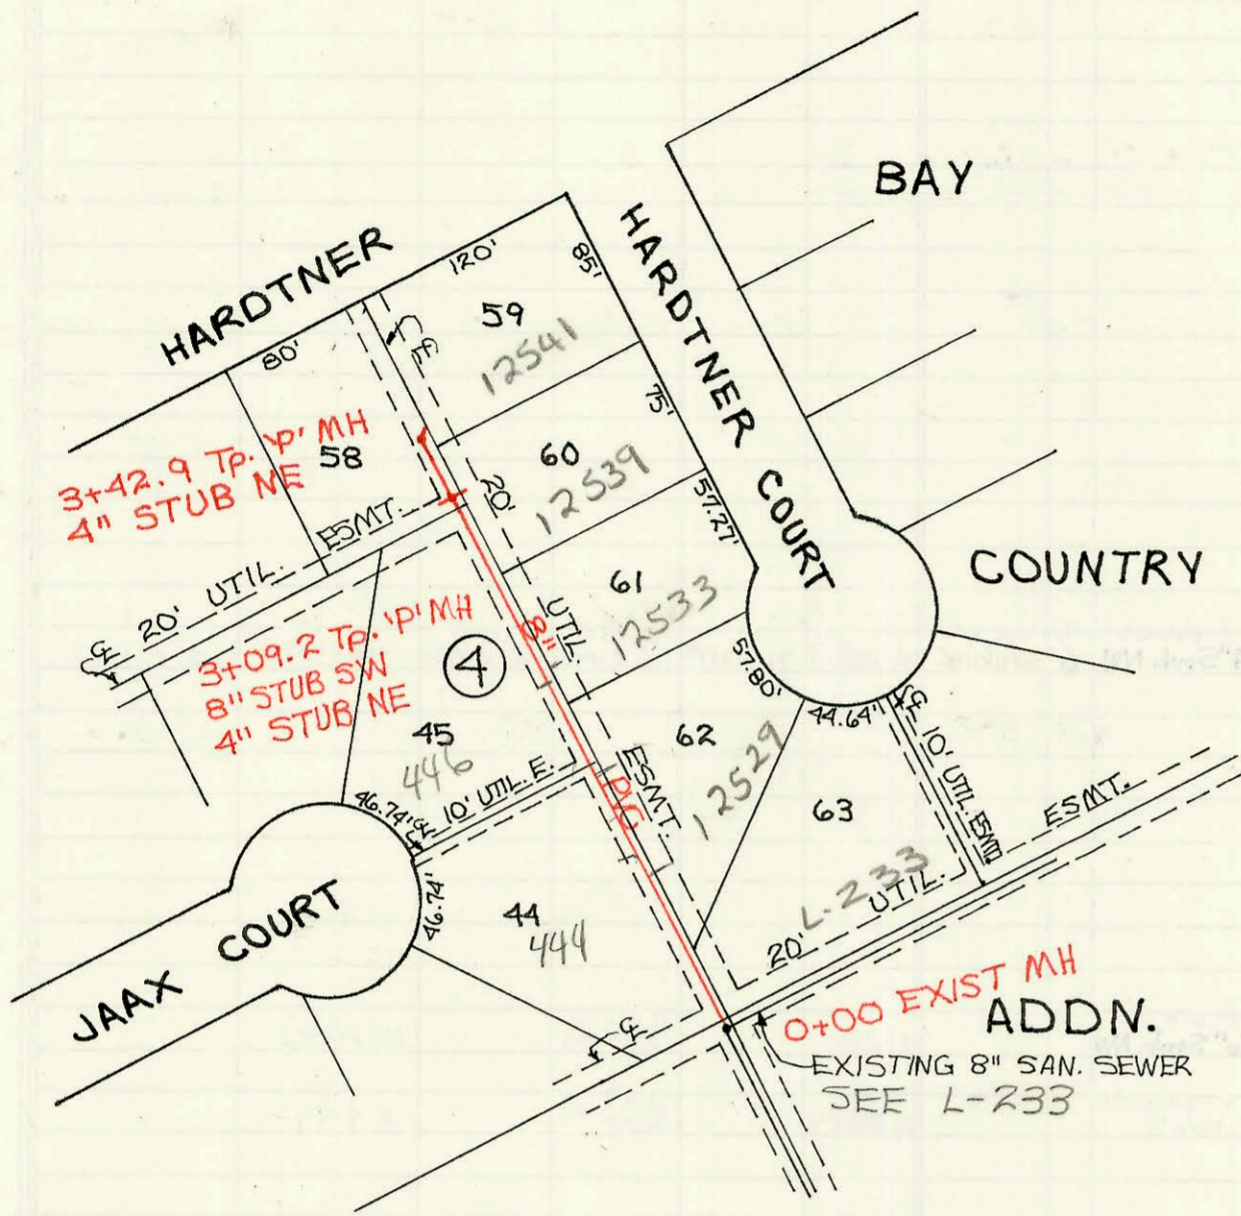 BAY
HARDTNER
HARDTNER COURT
120'
85'
80'
59
12541
℄
3+42.9 Tp. 'P' MH
4" STUB NE
58
75'
60
12539
20'
57.27'
ESMT.
20' UTIL.
℄
COUNTRY
61
12533
UTIL.
8"
3+09.2 Tp. 'P' MH
8" STUB SW
4" STUB NE
4
57.80'
44.64'
℄
10' UTIL. ESMT.
45
446
62
12529
ESMT.
PVC
10' UTIL. E.
46.74'
℄
63
L-233
ESMT.
20' UTIL.
46.74'
44
444
JAAX COURT
℄
0+00 EXIST MH
ADDN.
EXISTING 8" SAN. SEWER
SEE L-233